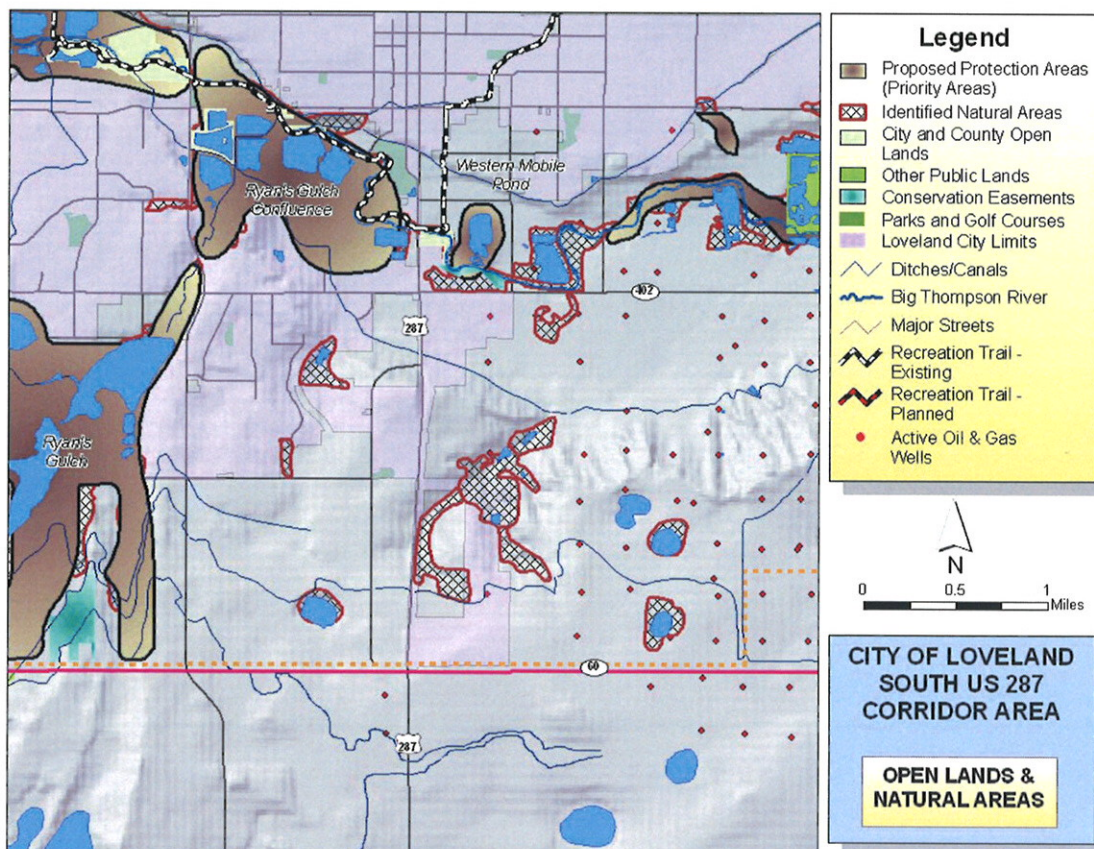 Western Mobile
Pond
Ryan's Gulch
Confluence
402
287
Ryan's
Gulch
60
287
Legend
Proposed Protection Areas
(Priority Areas)
Identified Natural Areas
City and County Open
Lands
Other Public Lands
Conservation Easements
Parks and Golf Courses
Loveland City Limits
Ditches/Canals
Big Thompson River
Major Streets
Recreation Trail -
Existing
Recreation Trail -
Planned
Active Oil & Gas
Wells
N
0 0.5 1
Miles
CITY OF LOVELAND
SOUTH US 287
CORRIDOR AREA
OPEN LANDS &
NATURAL AREAS